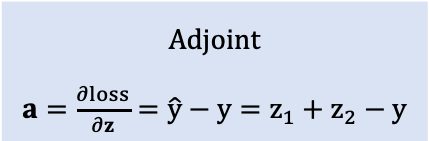 Adjoint
𝐚 = ∂loss/∂𝐳 = ŷ − y = z₁ + z₂ − y